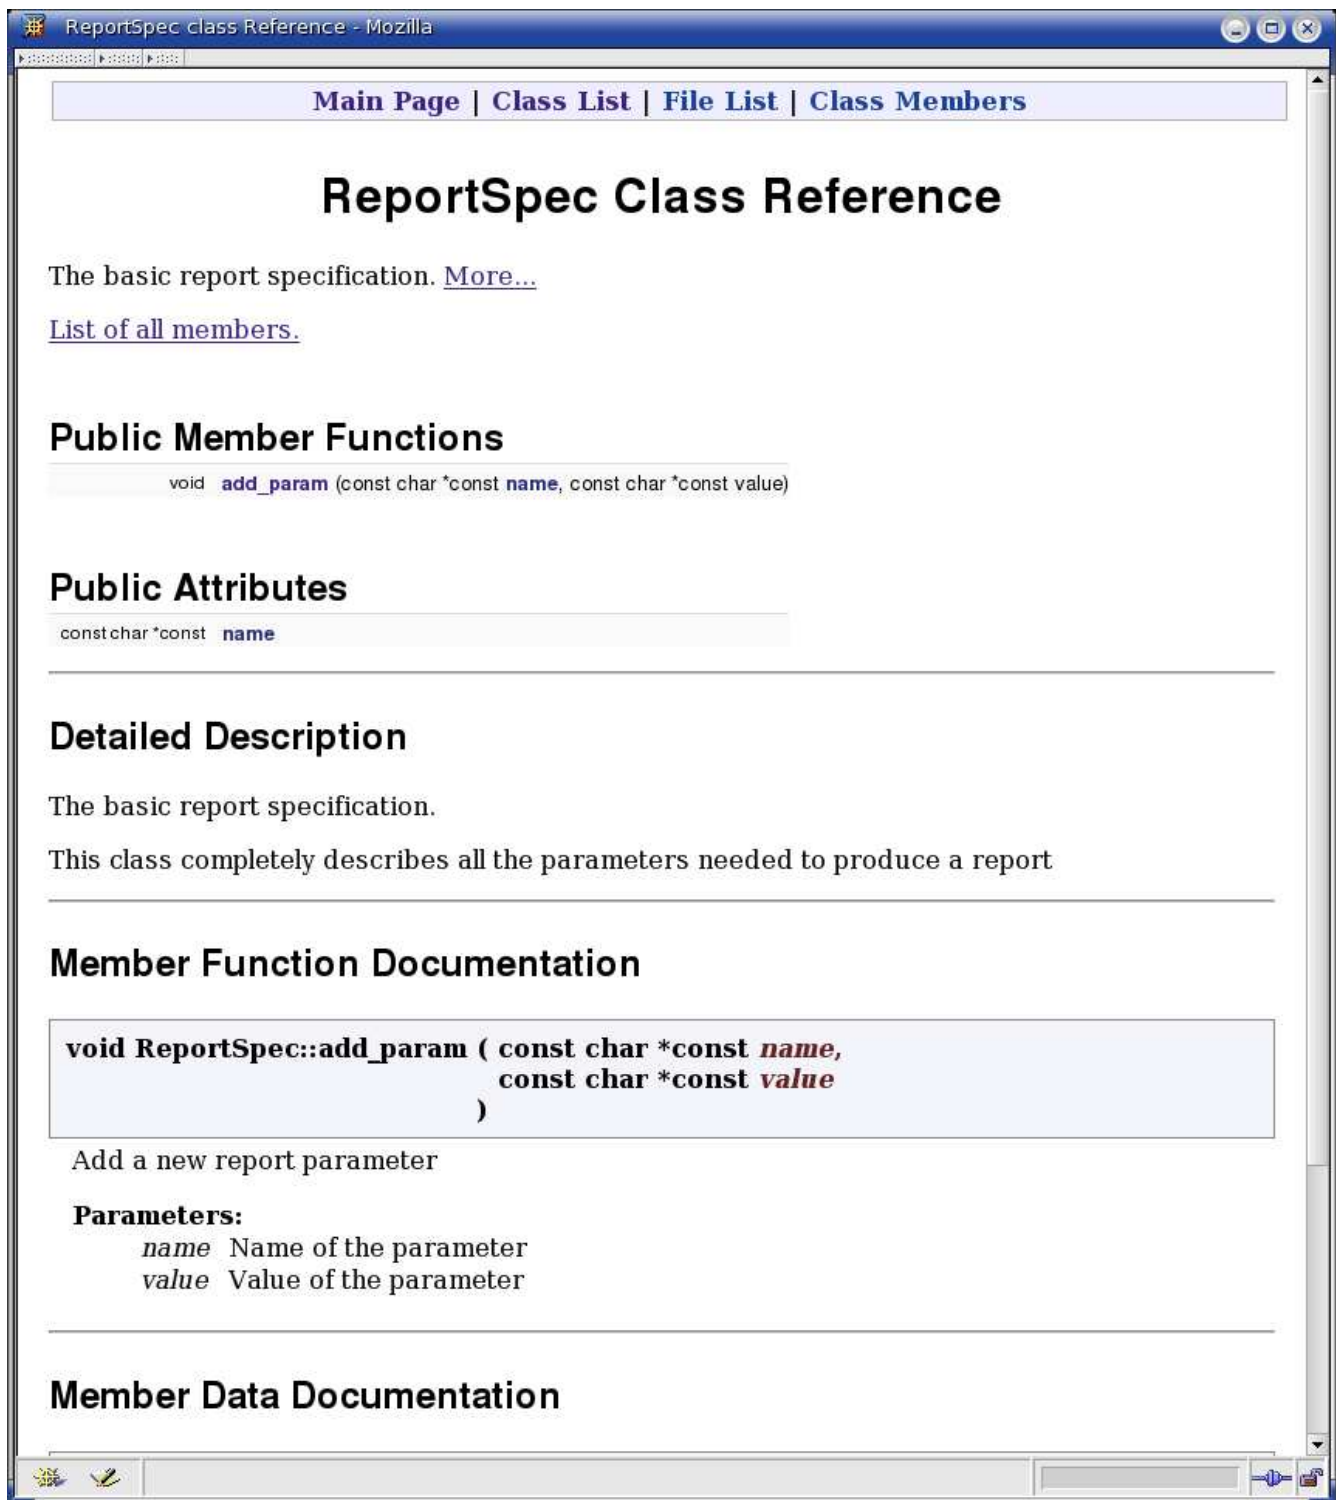 ReportSpec class Reference - Mozilla
Main Page | Class List | File List | Class Members
ReportSpec Class Reference
The basic report specification. More...
List of all members.
Public Member Functions
void add_param (const char *const name, const char *const value)
Public Attributes
const char *const name
Detailed Description
The basic report specification.
This class completely describes all the parameters needed to produce a report
Member Function Documentation
void ReportSpec::add_param ( const char *const name,
const char *const value
)
Add a new report parameter
Parameters:
name Name of the parameter
value Value of the parameter
Member Data Documentation